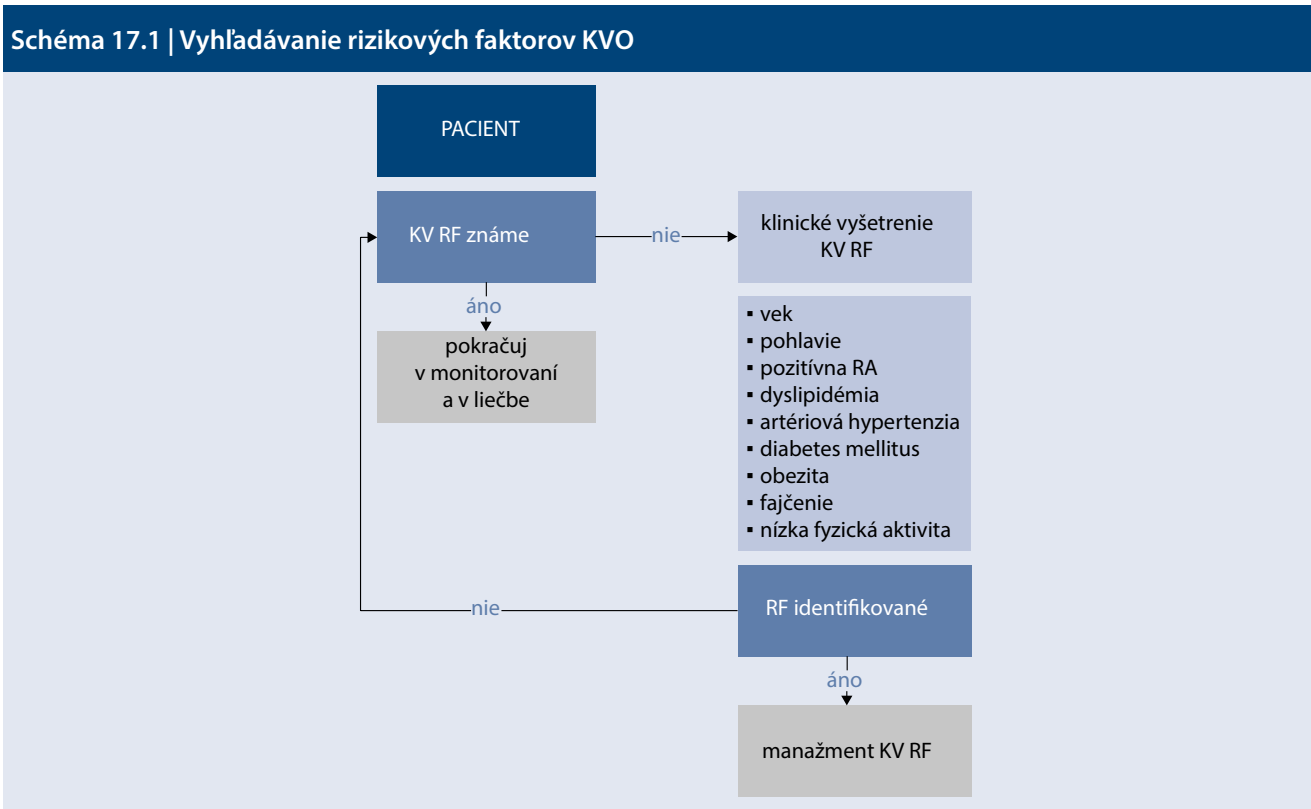 Schéma 17.1 | Vyhľadávanie rizikových faktorov KVO
PACIENT
KV RF známe
nie
klinické vyšetrenie
KV RF
áno
pokračuj
v monitorovaní
a v liečbe
▪ vek
▪ pohlavie
▪ pozitívna RA
▪ dyslipidémia
▪ artériová hypertenzia
▪ diabetes mellitus
▪ obezita
▪ fajčenie
▪ nízka fyzická aktivita
nie
RF identifikované
áno
manažment KV RF